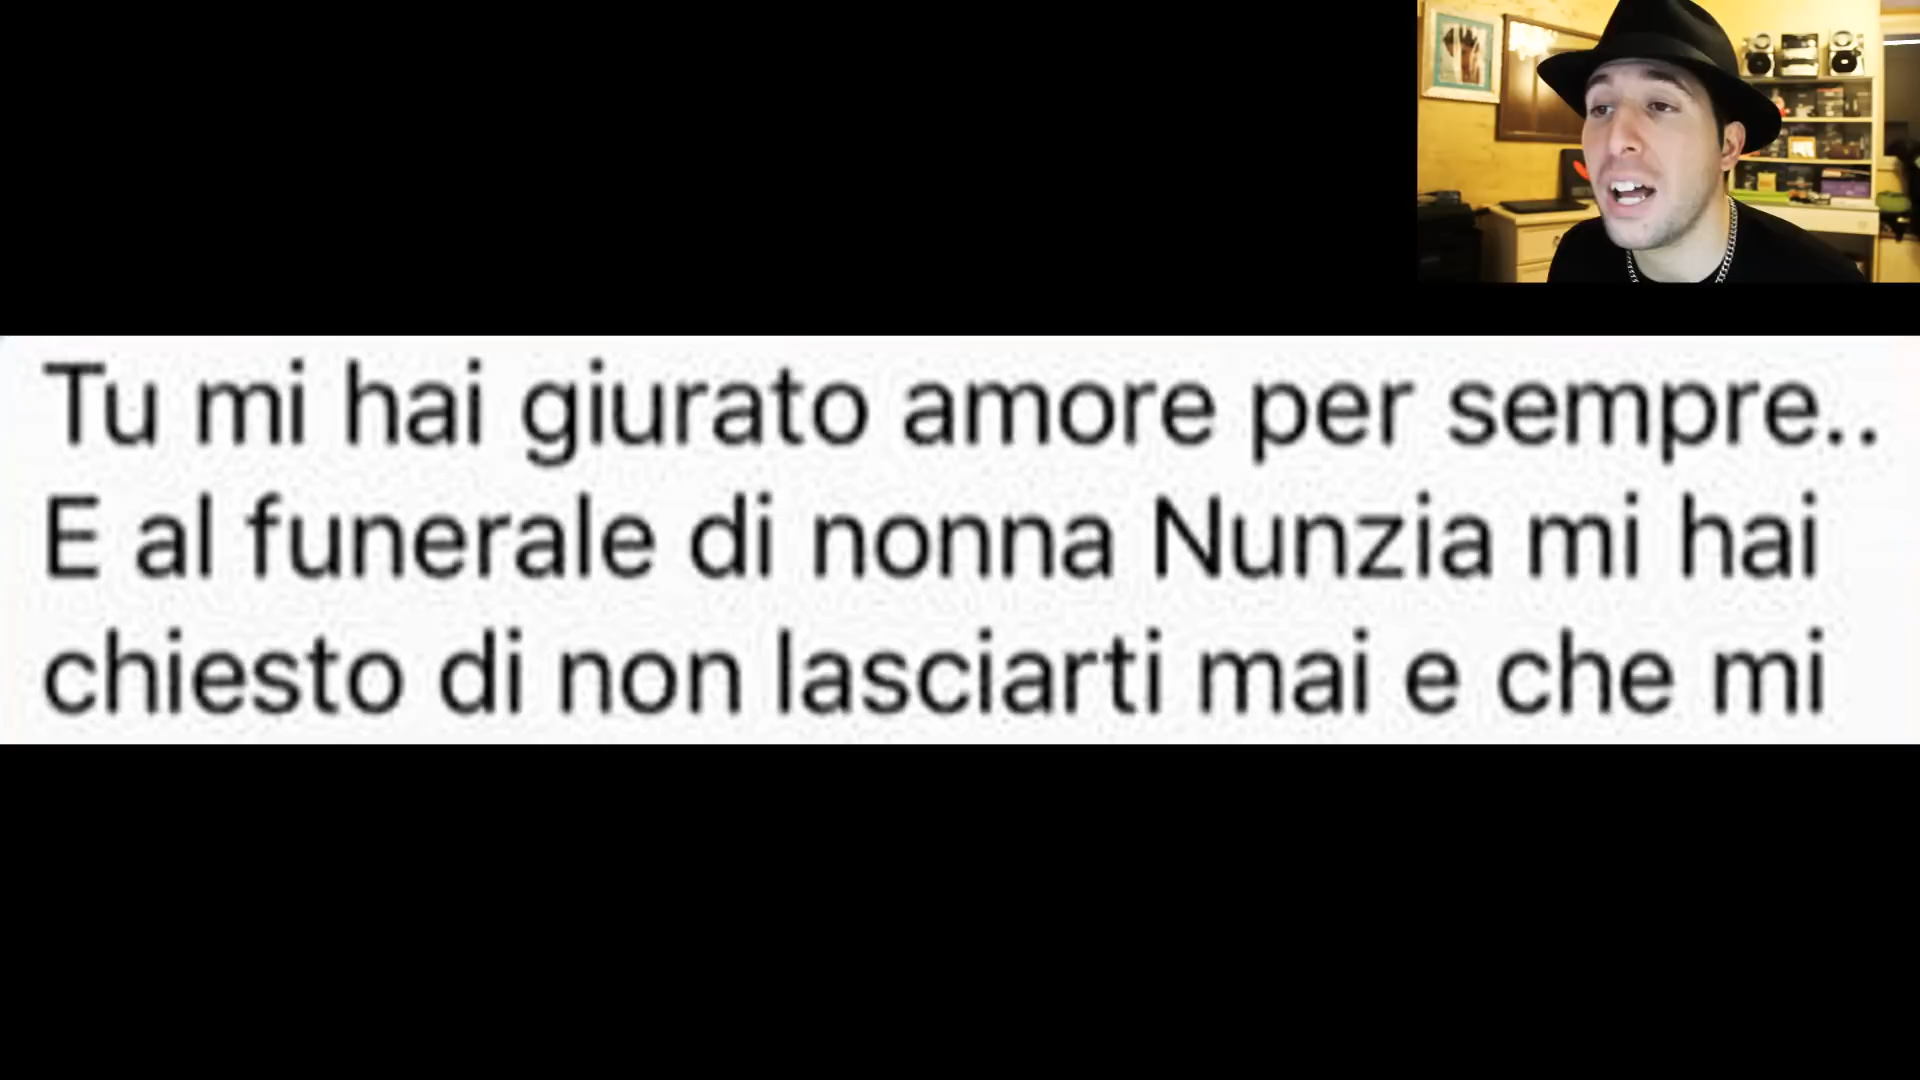 Tu mi hai giurato amore per sempre..
E al funerale di nonna Nunzia mi hai
chiesto di non lasciarti mai e che mi